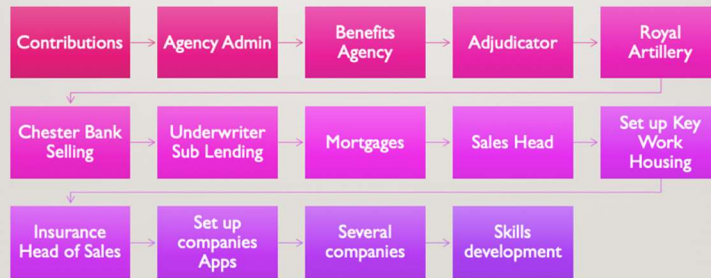 Contributions
Agency Admin
Benefits
Agency
Adjudicator
Royal
Artillery
Chester Bank
Selling
Underwriter
Sub Lending
Mortgages
Sales Head
Set up Key
Work
Housing
Insurance
Head of Sales
Set up
companies
Apps
Several
companies
Skills
development